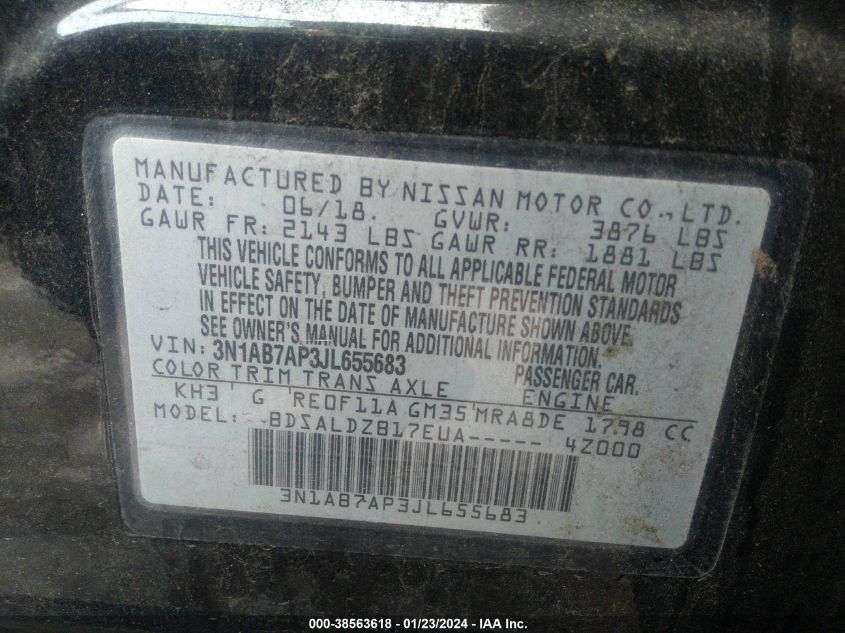 MANUFACTURED BY NISSAN MOTOR CO.,LTD.
DATE: 06/18. GVWR: 3876 LBS
GAWR FR: 2143 LBS GAWR RR: 1881 LBS
THIS VEHICLE CONFORMS TO ALL APPLICABLE FEDERAL MOTOR
VEHICLE SAFETY, BUMPER AND THEFT PREVENTION STANDARDS
IN EFFECT ON THE DATE OF MANUFACTURE SHOWN ABOVE.
SEE OWNER'S MANUAL FOR ADDITIONAL INFORMATION.
VIN: 3N1AB7AP3JL655683 PASSENGER CAR.
COLOR TRIM TRANS AXLE ENGINE
KH3 ' G 'RE0F11A GM35'MRA8DE 1798 CC
MODEL: BDSALDZB17EUA----- 4Z000
3N1AB7AP3JL655683
000-38563618 - 01/23/2024 - IAA Inc.